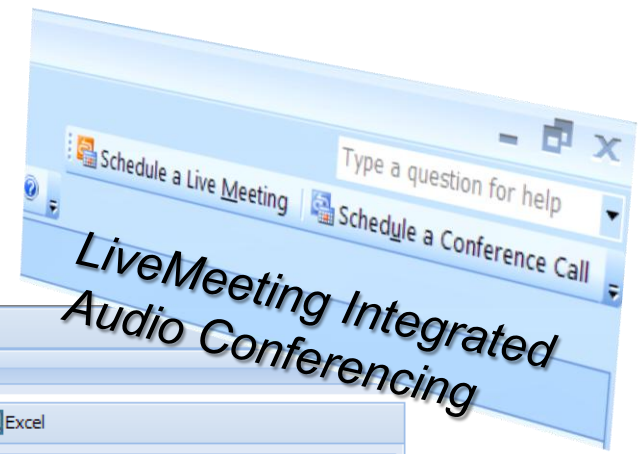 Type a question for help
Schedule a Live Meeting Schedule a Conference Call
LiveMeeting Integrated
Audio Conferencing
Excel